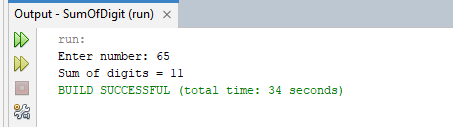 Output - SumOfDigit (run) ×
run:
Enter number: 65
Sum of digits = 11
BUILD SUCCESSFUL (total time: 34 seconds)